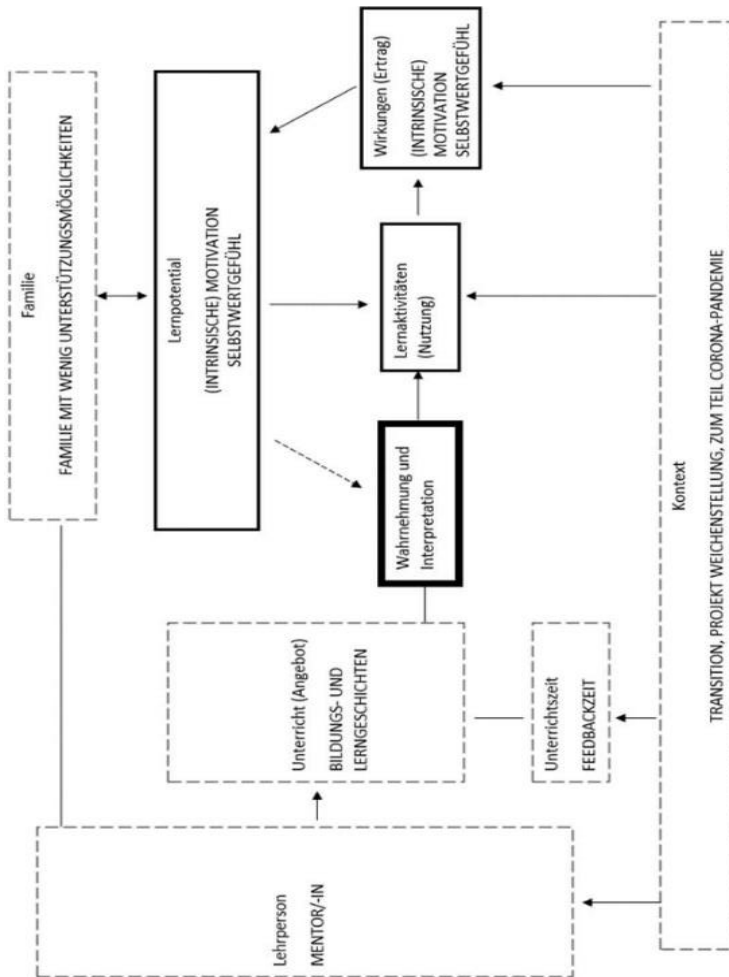 Familie
FAMILIE MIT WENIG UNTERSTÜTZUNGSMÖGLICHKEITEN
Lernpotential
(INTRINSISCHE) MOTIVATION
SELBSTWERTGEFÜHL
Lehrperson
MENTOR/-IN
Unterricht (Angebot)
BILDUNGS- UND
LERNGESCHICHTEN
Wahrnehmung und
Interpretation
Lernaktivitäten
(Nutzung)
Wirkungen (Ertrag)
(INTRINSISCHE)
MOTIVATION
SELBSTWERTGEFÜHL
Unterrichtszeit
FEEDBACKZEIT
Kontext
TRANSITION, PROJEKT WEICHENSTELLUNG, ZUM TEIL CORONA-PANDEMIE